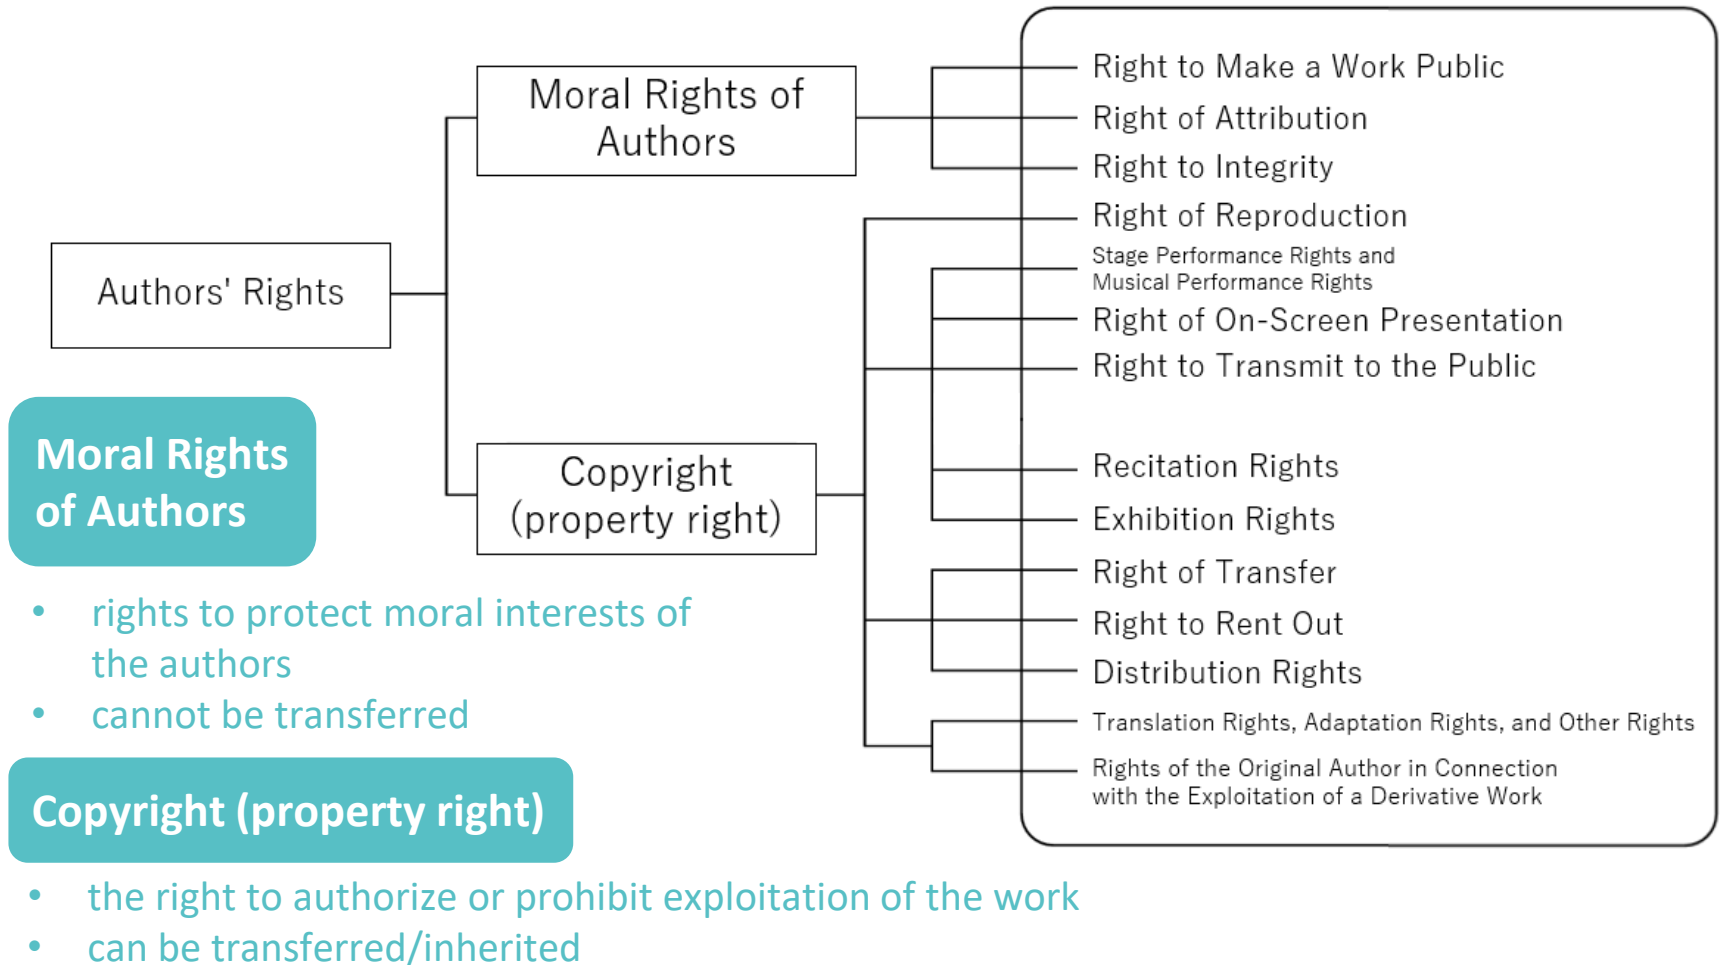 Authors' Rights
Moral Rights of
Authors
Right to Make a Work Public
Right of Attribution
Right to Integrity
Copyright
(property right)
Right of Reproduction
Stage Performance Rights and
Musical Performance Rights
Right of On-Screen Presentation
Right to Transmit to the Public
Recitation Rights
Exhibition Rights
Right of Transfer
Right to Rent Out
Distribution Rights
Translation Rights, Adaptation Rights, and Other Rights
Rights of the Original Author in Connection
with the Exploitation of a Derivative Work
Moral Rights
of Authors
• rights to protect moral interests of
the authors
• cannot be transferred
Copyright (property right)
• the right to authorize or prohibit exploitation of the work
• can be transferred/inherited